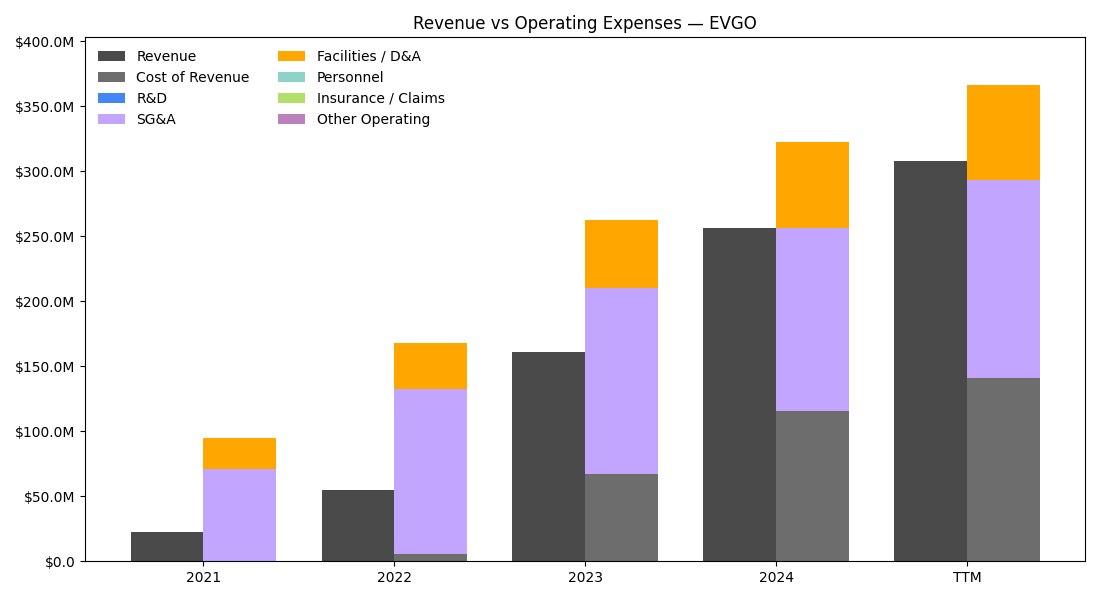 Revenue vs Operating Expenses — EVGO
$400.0M
$350.0M
$300.0M
$250.0M
$200.0M
$150.0M
$100.0M
$50.0M
$0.0
Revenue
Cost of Revenue
R&D
SG&A
Facilities / D&A
Personnel
Insurance / Claims
Other Operating
2021
2022
2023
2024
TTM